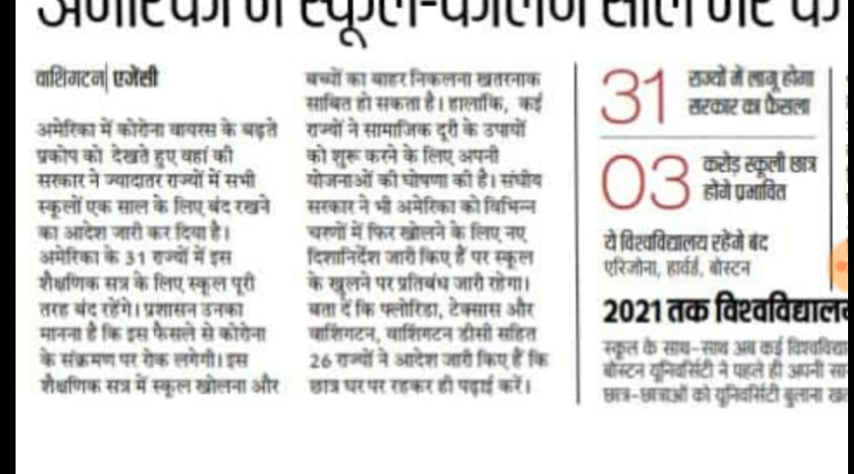 अमेरिका में स्कूल-कॉलेज साल भर के
वाशिंगटन| एजेंसी
अमेरिका में कोरोना वायरस के बढ़ते
प्रकोप को देखते हुए वहां की
सरकार ने ज्यादातर राज्यों में सभी
स्कूलों एक साल के लिए बंद रखने
का आदेश जारी कर दिया है।
अमेरिका के 31 राज्यों में इस
शैक्षणिक सत्र के लिए स्कूल पूरी
तरह बंद रहेंगे। प्रशासन उनका
मानना है कि इस फैसले से कोरोना
के संक्रमण पर रोक लगेगी। इस
शैक्षणिक सत्र में स्कूल खोलना और
बच्चों का बाहर निकलना खतरनाक
साबित हो सकता है। हालांकि, कई
राज्यों ने सामाजिक दूरी के उपायों
को शुरू करने के लिए अपनी
योजनाओं की घोषणा की है। संघीय
सरकार ने भी अमेरिका को विभिन्न
चरणों में फिर खोलने के लिए नए
दिशानिर्देश जारी किए हैं पर स्कूल
के खुलने पर प्रतिबंध जारी रहेगा।
बता दें कि फ्लोरिडा, टेक्सास और
वाशिंगटन, वाशिंगटन डीसी सहित
26 राज्यों ने आदेश जारी किए हैं कि
छात्र घर पर रहकर ही पढ़ाई करें।
31 राज्यों में लागू होगा
सरकार का फैसला
03 करोड़ स्कूली छात्र
होंगे प्रभावित
ये विश्वविद्यालय रहेंगे बंद
एरिजोना, हार्वर्ड, बोस्टन
2021 तक विश्वविद्यालय
स्कूल के साथ-साथ अब कई
बोस्टन यूनिवर्सिटी ने पहले ही अपनी
छात्र-छात्राओं को यूनिवर्सिटी बुलाना